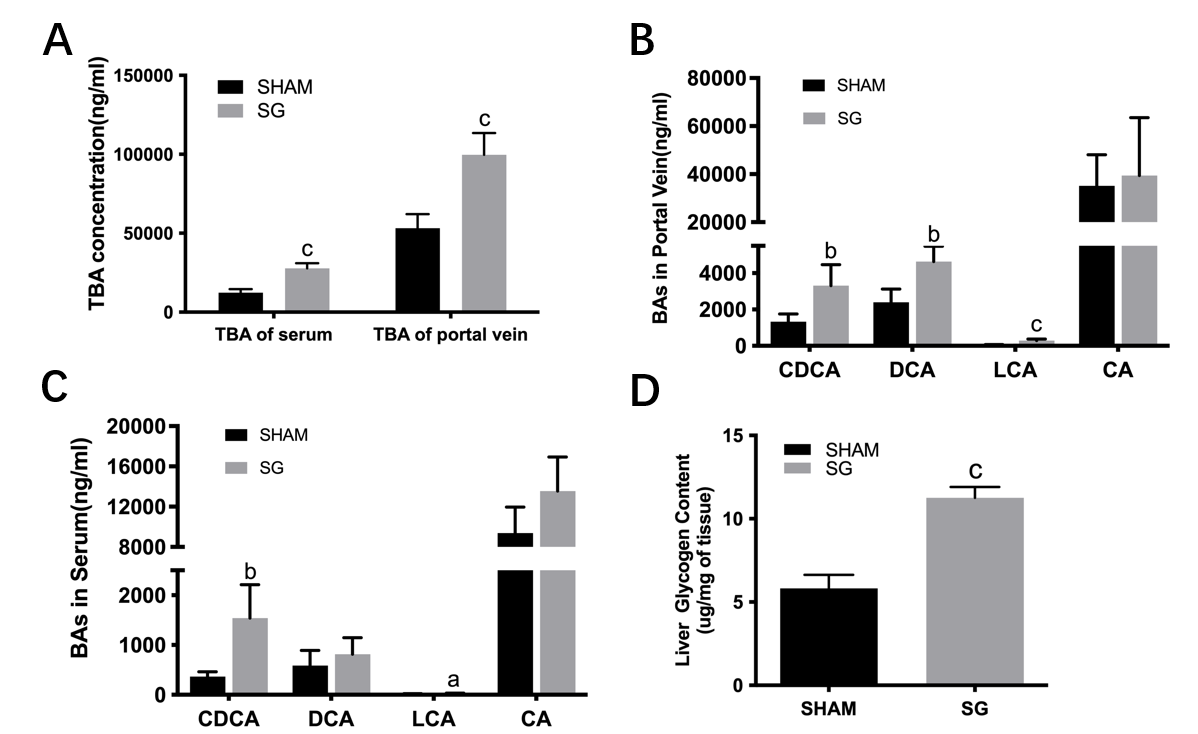 A
TBA concentration(ng/ml)
150000
100000
50000
0
SHAM
SG
c
c
TBA of serum
TBA of portal vein
B
BAs in Portal Vein(ng/ml)
80000
60000
40000
20000
4000
2000
0
SHAM
SG
b
b
c
CDCA
DCA
LCA
CA
C
BAs in Serum(ng/ml)
20000
16000
12000
8000
2000
1000
0
SHAM
SG
b
a
CDCA
DCA
LCA
CA
D
Liver Glycogen Content
(ug/mg of tissue)
15
10
5
0
SHAM
SG
c
SHAM
SG